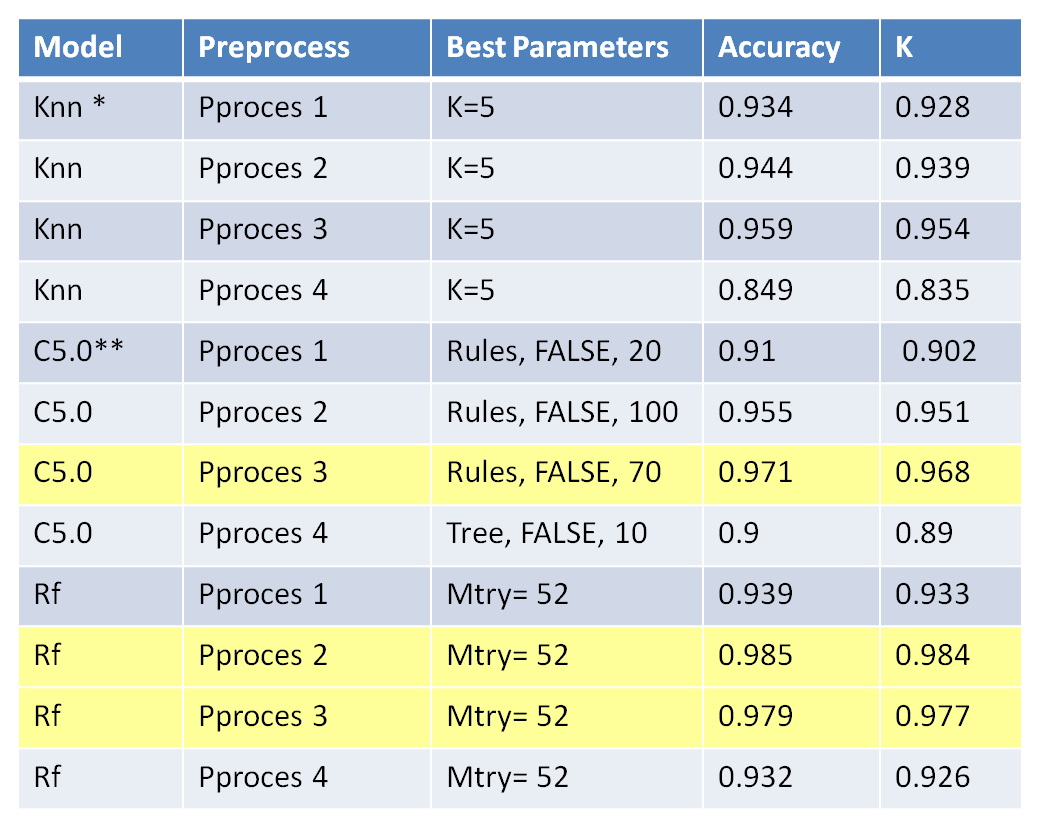 Model Preprocess Best Parameters Accuracy K
Knn * Pproces 1 K=5 0.934 0.928
Knn Pproces 2 K=5 0.944 0.939
Knn Pproces 3 K=5 0.959 0.954
Knn Pproces 4 K=5 0.849 0.835
C5.0** Pproces 1 Rules, FALSE, 20 0.91 0.902
C5.0 Pproces 2 Rules, FALSE, 100 0.955 0.951
C5.0 Pproces 3 Rules, FALSE, 70 0.971 0.968
C5.0 Pproces 4 Tree, FALSE, 10 0.9 0.89
Rf Pproces 1 Mtry= 52 0.939 0.933
Rf Pproces 2 Mtry= 52 0.985 0.984
Rf Pproces 3 Mtry= 52 0.979 0.977
Rf Pproces 4 Mtry= 52 0.932 0.926